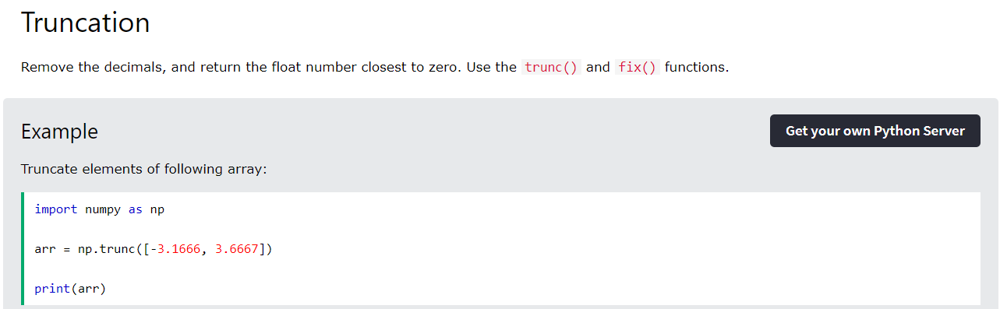 Truncation
Remove the decimals, and return the float number closest to zero. Use the trunc() and fix() functions.
Example
Get your own Python Server
Truncate elements of following array:
import numpy as np
arr = np.trunc([-3.1666, 3.6667])
print(arr)